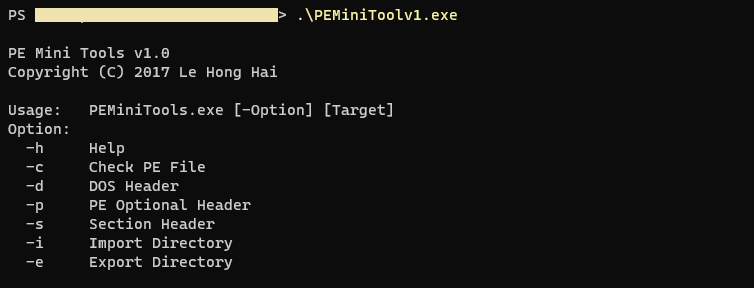 PS > .\PEMiniToolv1.exe
PE Mini Tools v1.0
Copyright (C) 2017 Le Hong Hai
Usage:   PEMiniTools.exe [-Option] [Target]
Option:
  -h     Help
  -c     Check PE File
  -d     DOS Header
  -p     PE Optional Header
  -s     Section Header
  -i     Import Directory
  -e     Export Directory